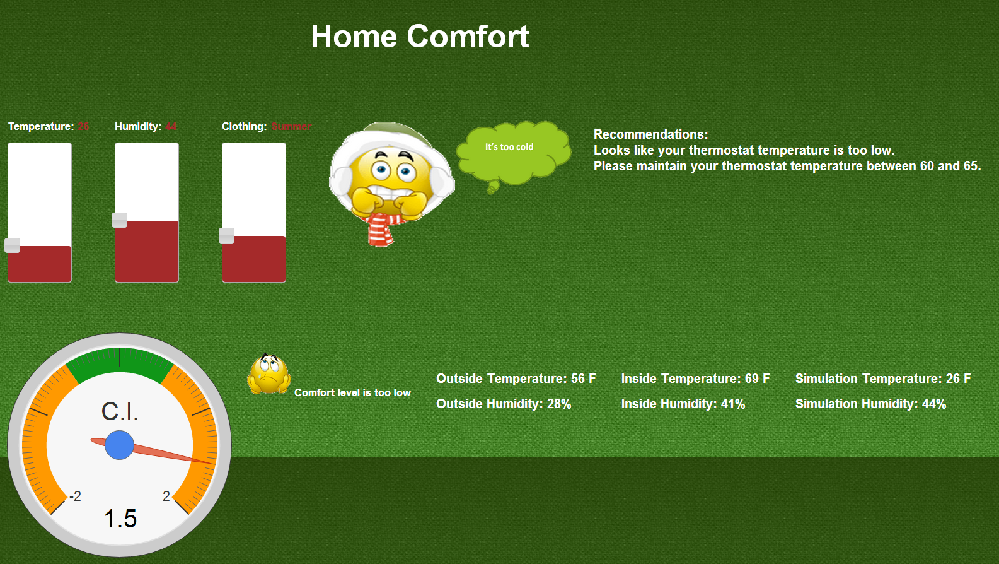 Home Comfort
Temperature: 26
Humidity: 44
Clothing: Summer
It's too cold
Recommendations:
Looks like your thermostat temperature is too low.
Please maintain your thermostat temperature between 60 and 65.
C.I.
-2
2
1.5
Comfort level is too low
Outside Temperature: 56 F
Inside Temperature: 69 F
Simulation Temperature: 26 F
Outside Humidity: 28%
Inside Humidity: 41%
Simulation Humidity: 44%